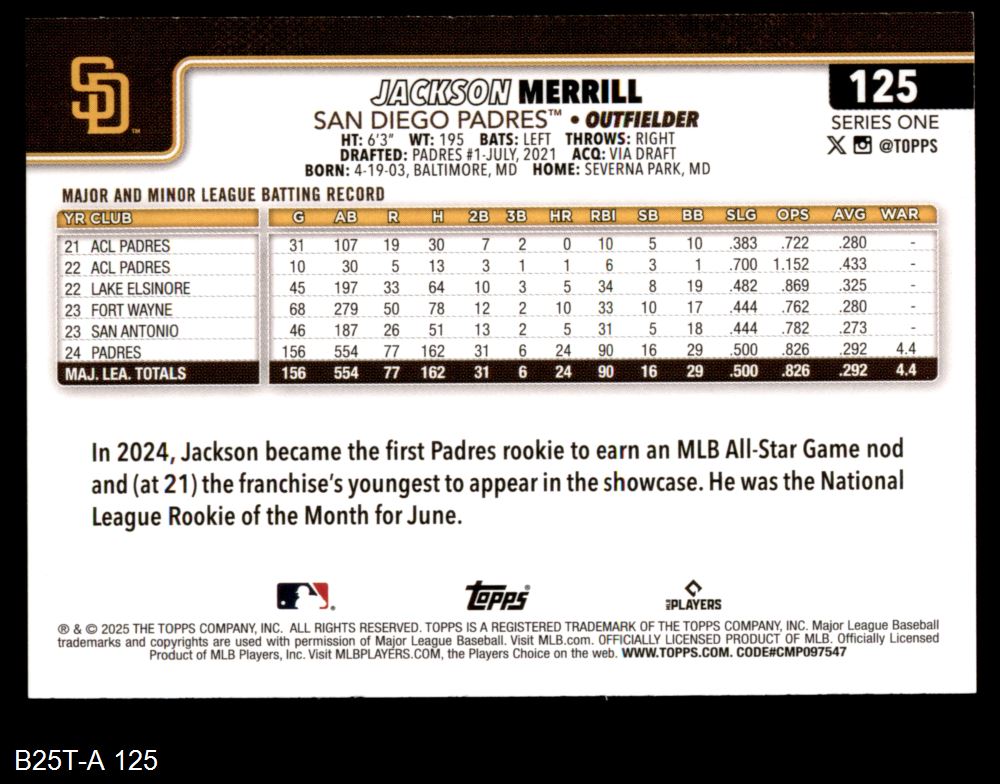 SD™
JACKSON MERRILL
125
SAN DIEGO PADRES™ • OUTFIELDER
SERIES ONE
HT: 6'3" WT: 195 BATS: LEFT THROWS: RIGHT
X @TOPPS
DRAFTED: PADRES #1-JULY, 2021 ACQ: VIA DRAFT
BORN: 4-19-03, BALTIMORE, MD HOME: SEVERNA PARK, MD
MAJOR AND MINOR LEAGUE BATTING RECORD
YR CLUB G AB R H 2B 3B HR RBI SB BB SLG OPS AVG WAR
21 ACL PADRES 31 107 19 30 7 2 0 10 5 10 .383 .722 .280 -
22 ACL PADRES 10 30 5 13 3 1 1 6 3 1 .700 1.152 .433 -
22 LAKE ELSINORE 45 197 33 64 10 3 5 34 8 19 .482 .869 .325 -
23 FORT WAYNE 68 279 50 78 12 2 10 33 10 17 .444 .762 .280 -
23 SAN ANTONIO 46 187 26 51 13 2 5 31 5 18 .444 .782 .273 -
24 PADRES 156 554 77 162 31 6 24 90 16 29 .500 .826 .292 4.4
MAJ. LEA. TOTALS 156 554 77 162 31 6 24 90 16 29 .500 .826 .292 4.4
In 2024, Jackson became the first Padres rookie to earn an MLB All-Star Game nod
and (at 21) the franchise's youngest to appear in the showcase. He was the National
League Rookie of the Month for June.
Topps®
MLB PLAYERS
® & © 2025 THE TOPPS COMPANY, INC. ALL RIGHTS RESERVED. TOPPS IS A REGISTERED TRADEMARK OF THE TOPPS COMPANY, INC. Major League Baseball
trademarks and copyrights are used with permission of Major League Baseball. Visit MLB.com. OFFICIALLY LICENSED PRODUCT OF MLB. Officially Licensed
Product of MLB Players, Inc. Visit MLBPLAYERS.COM, the Players Choice on the web. WWW.TOPPS.COM. CODE#CMP097547
B25T-A 125